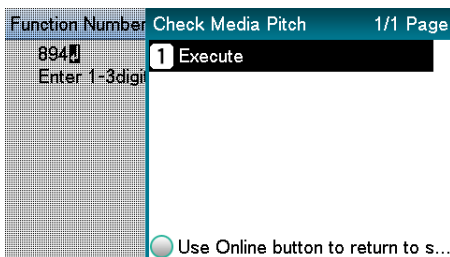 Function Number
Check Media Pitch 1/1 Page
894
1 Execute
Enter 1-3digi
Use Online button to return to s...